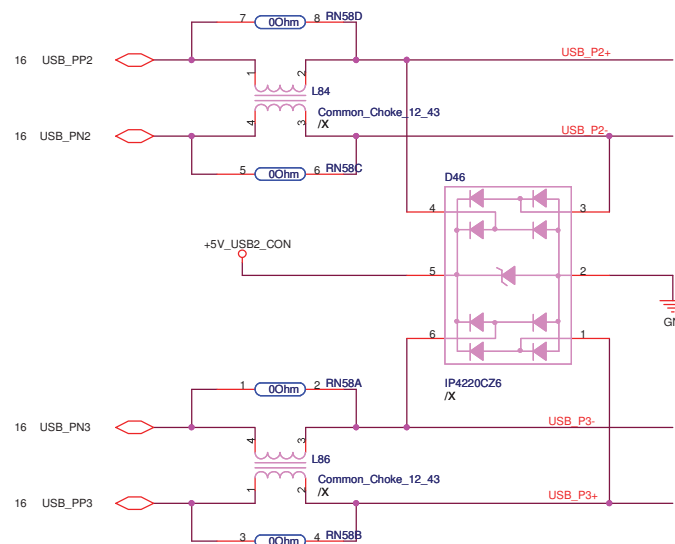 7 0Ohm 8 RN58D
16 USB_PP2 USB_P2+
1 2
L84
Common_Choke_12_43
/X
4 3
16 USB_PN2 USB_P2-
5 0Ohm 6 RN58C
D46
4 3
+5V_USB2_CON
5 2
GN
6 1
IP4220CZ6
/X
1 0Ohm 2 RN58A
16 USB_PN3 USB_P3-
4 3
L86
Common_Choke_12_43
/X
1 2
16 USB_PP3 USB_P3+
3 0Ohm 4 RN58B